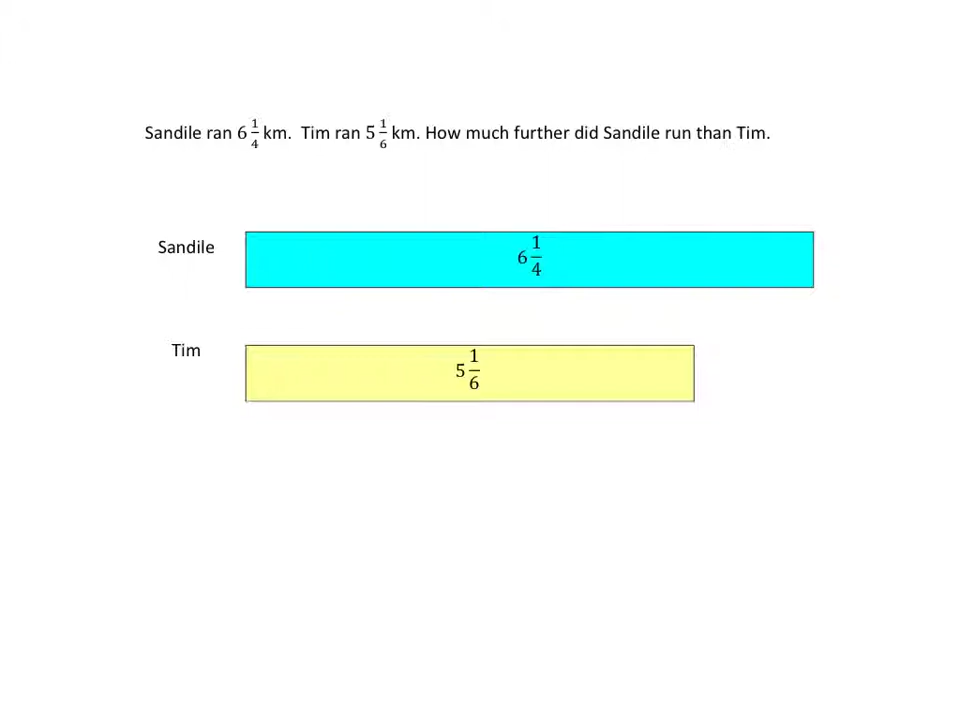 Sandile ran 6 1/4 km. Tim ran 5 1/6 km. How much further did Sandile run than Tim.
Sandile
6 1/4
Tim
5 1/6